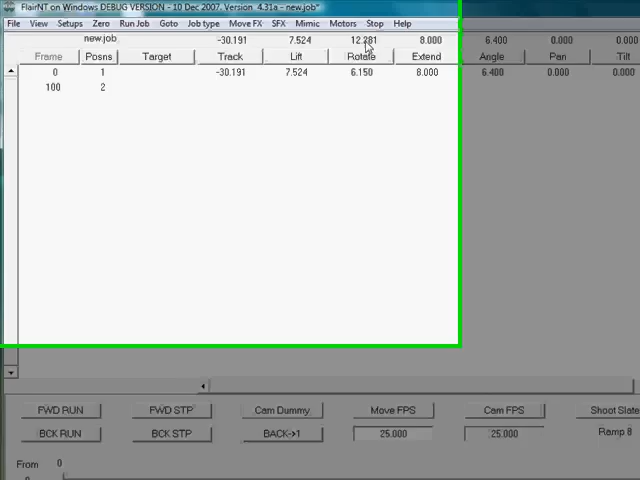 FlairNT on Windows DEBUG VERSION - 10 Dec 2007. Version 4.31a - new.job*
File View Setups Zero Run Job Goto Job type Move FX SFX Mimic Motors Stop Help
new.job -30.191 7.524 12.281 8.000 6.400 0.000 0.000
Frame Posns Target Track Lift Rotate Extend Angle Pan Tilt
0 1 -30.191 7.524 6.150 8.000 6.400 0.000 0.000
100 2
FWD RUN FWD STP Cam Dummy Move FPS Cam FPS Shoot Slate
BCK RUN BCK STP BACK->1 25.000 25.000 Ramp 8
From 0
Goto 0